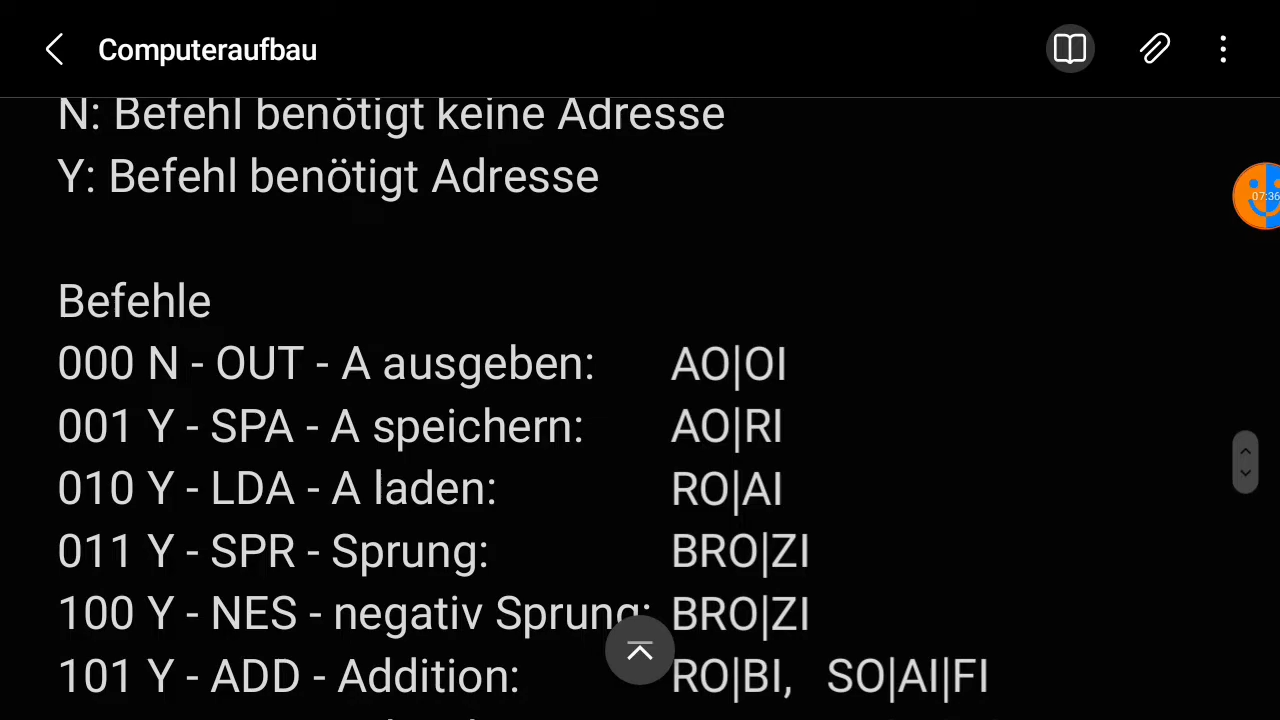 Computeraufbau
N: Befehl benötigt keine Adresse
Y: Befehl benötigt Adresse
07:36
Befehle
000 N - OUT - A ausgeben: AO|OI
001 Y - SPA - A speichern: AO|RI
010 Y - LDA - A laden: RO|AI
011 Y - SPR - Sprung: BRO|ZI
100 Y - NES - negativ Sprung: BRO|ZI
101 Y - ADD - Addition: RO|BI, SO|AI|FI